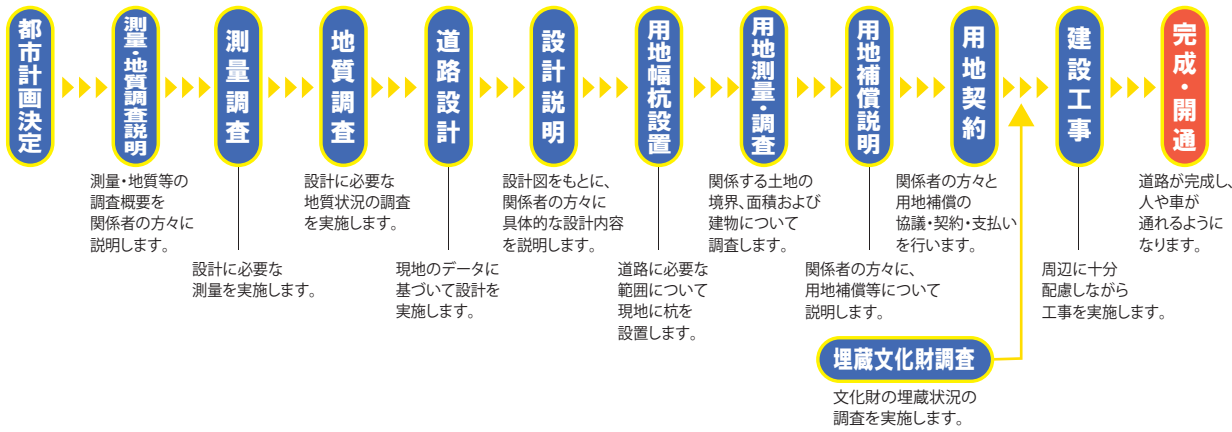 都市計画決定
測量・地質調査説明
測量調査
地質調査
道路設計
設計説明
用地幅杭設置
用地測量・調査
用地補償説明
用地契約
建設工事
完成・開通
測量・地質等の
調査概要を
関係者の方々に
説明します。
設計に必要な
測量を実施します。
設計に必要な
地質状況の調査
を実施します。
現地のデータに
基づいて設計を
実施します。
設計図をもとに、
関係者の方々に
具体的な設計内容
を説明します。
道路に必要な
範囲について
現地に杭を
設置します。
関係する土地の
境界、面積および
建物について
調査します。
関係者の方々に、
用地補償等について
説明します。
関係者の方々と
用地補償の
協議・契約・支払い
を行います。
周辺に十分
配慮しながら
工事を実施します。
道路が完成し、
人や車が
通れるように
なります。
埋蔵文化財調査
文化財の埋蔵状況の
調査を実施します。